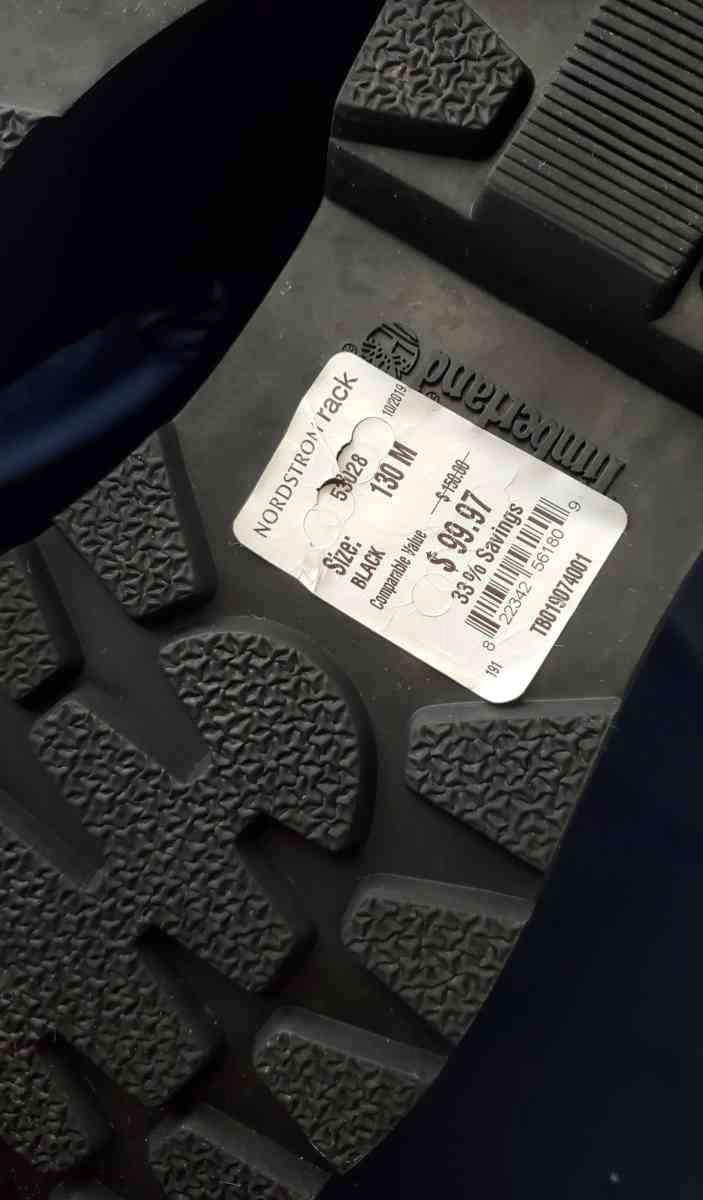 Timberland
®
®
NORDSTROM rack
10/2019
53028
Size: 130 M
BLACK
Comparable Value $150.00
$99.97
33% Savings
8 22342 56180 9
191 TB019074001